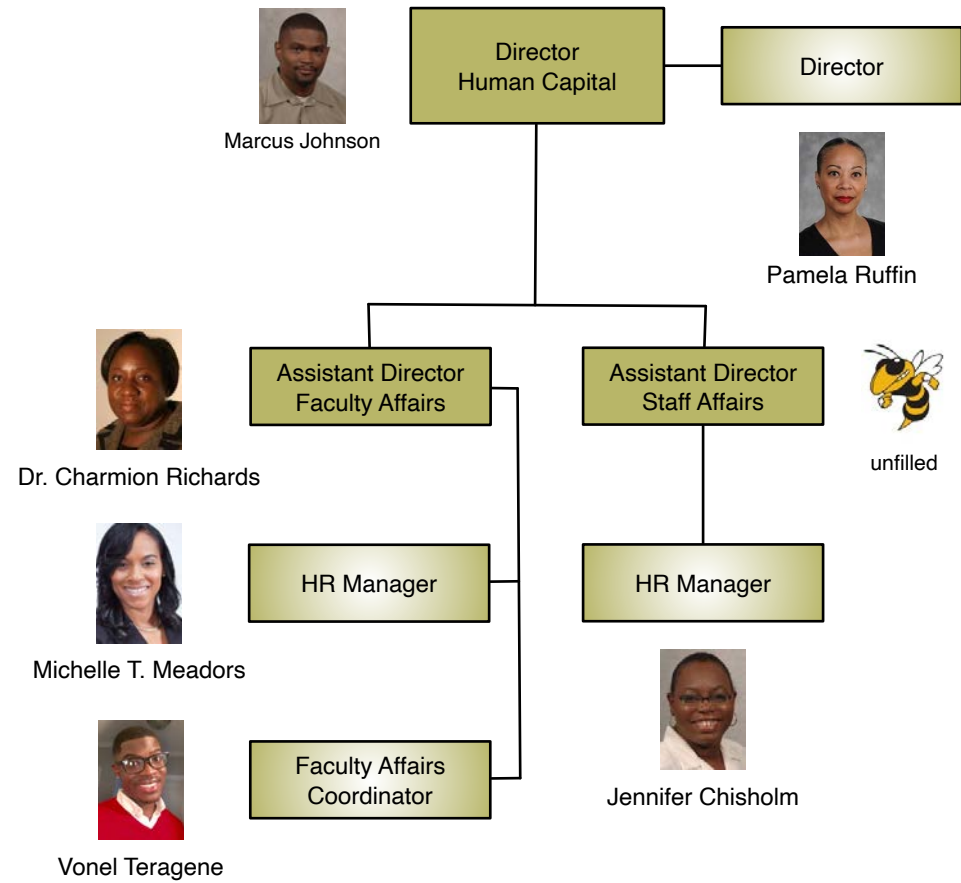 Director
Human Capital
Director
Marcus Johnson
Pamela Ruffin
Assistant Director
Faculty Affairs
Assistant Director
Staff Affairs
Dr. Charmion Richards
unfilled
HR Manager
HR Manager
Michelle T. Meadors
Faculty Affairs
Coordinator
Jennifer Chisholm
Vonel Teragene